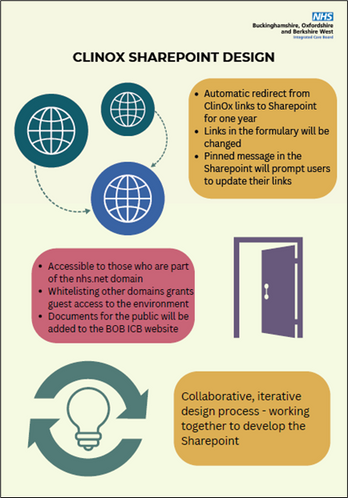 NHS
Buckinghamshire, Oxfordshire
and Berkshire West
Integrated Care Board
CLINOX SHAREPOINT DESIGN
• Automatic redirect from
ClinOx links to Sharepoint
for one year
• Links in the formulary will be
changed
• Pinned message in the
Sharepoint will prompt users
to update their links
• Accessible to those who are part
of the nhs.net domain
• Whitelisting other domains grants
guest access to the environment
• Documents for the public will be
added to the BOB ICB website
Collaborative, iterative
design process - working
together to develop the
Sharepoint